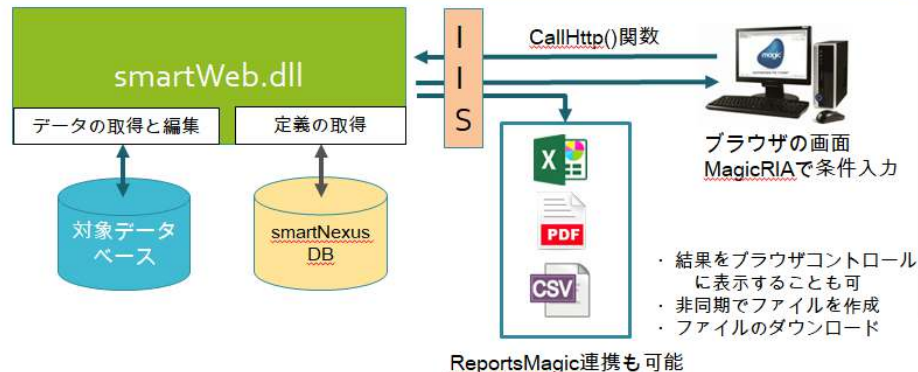 smartWeb.dll
データの取得と編集
定義の取得
対象データ
ベース
smartNexus
DB
I
I
S
CallHttp()関数
magic
ブラウザの画面
MagicRIAで条件入力
X
PDF
CSV
・ 結果をブラウザコントロール
に表示することも可
・ 非同期でファイルを作成
・ ファイルのダウンロード
ReportsMagic連携も可能